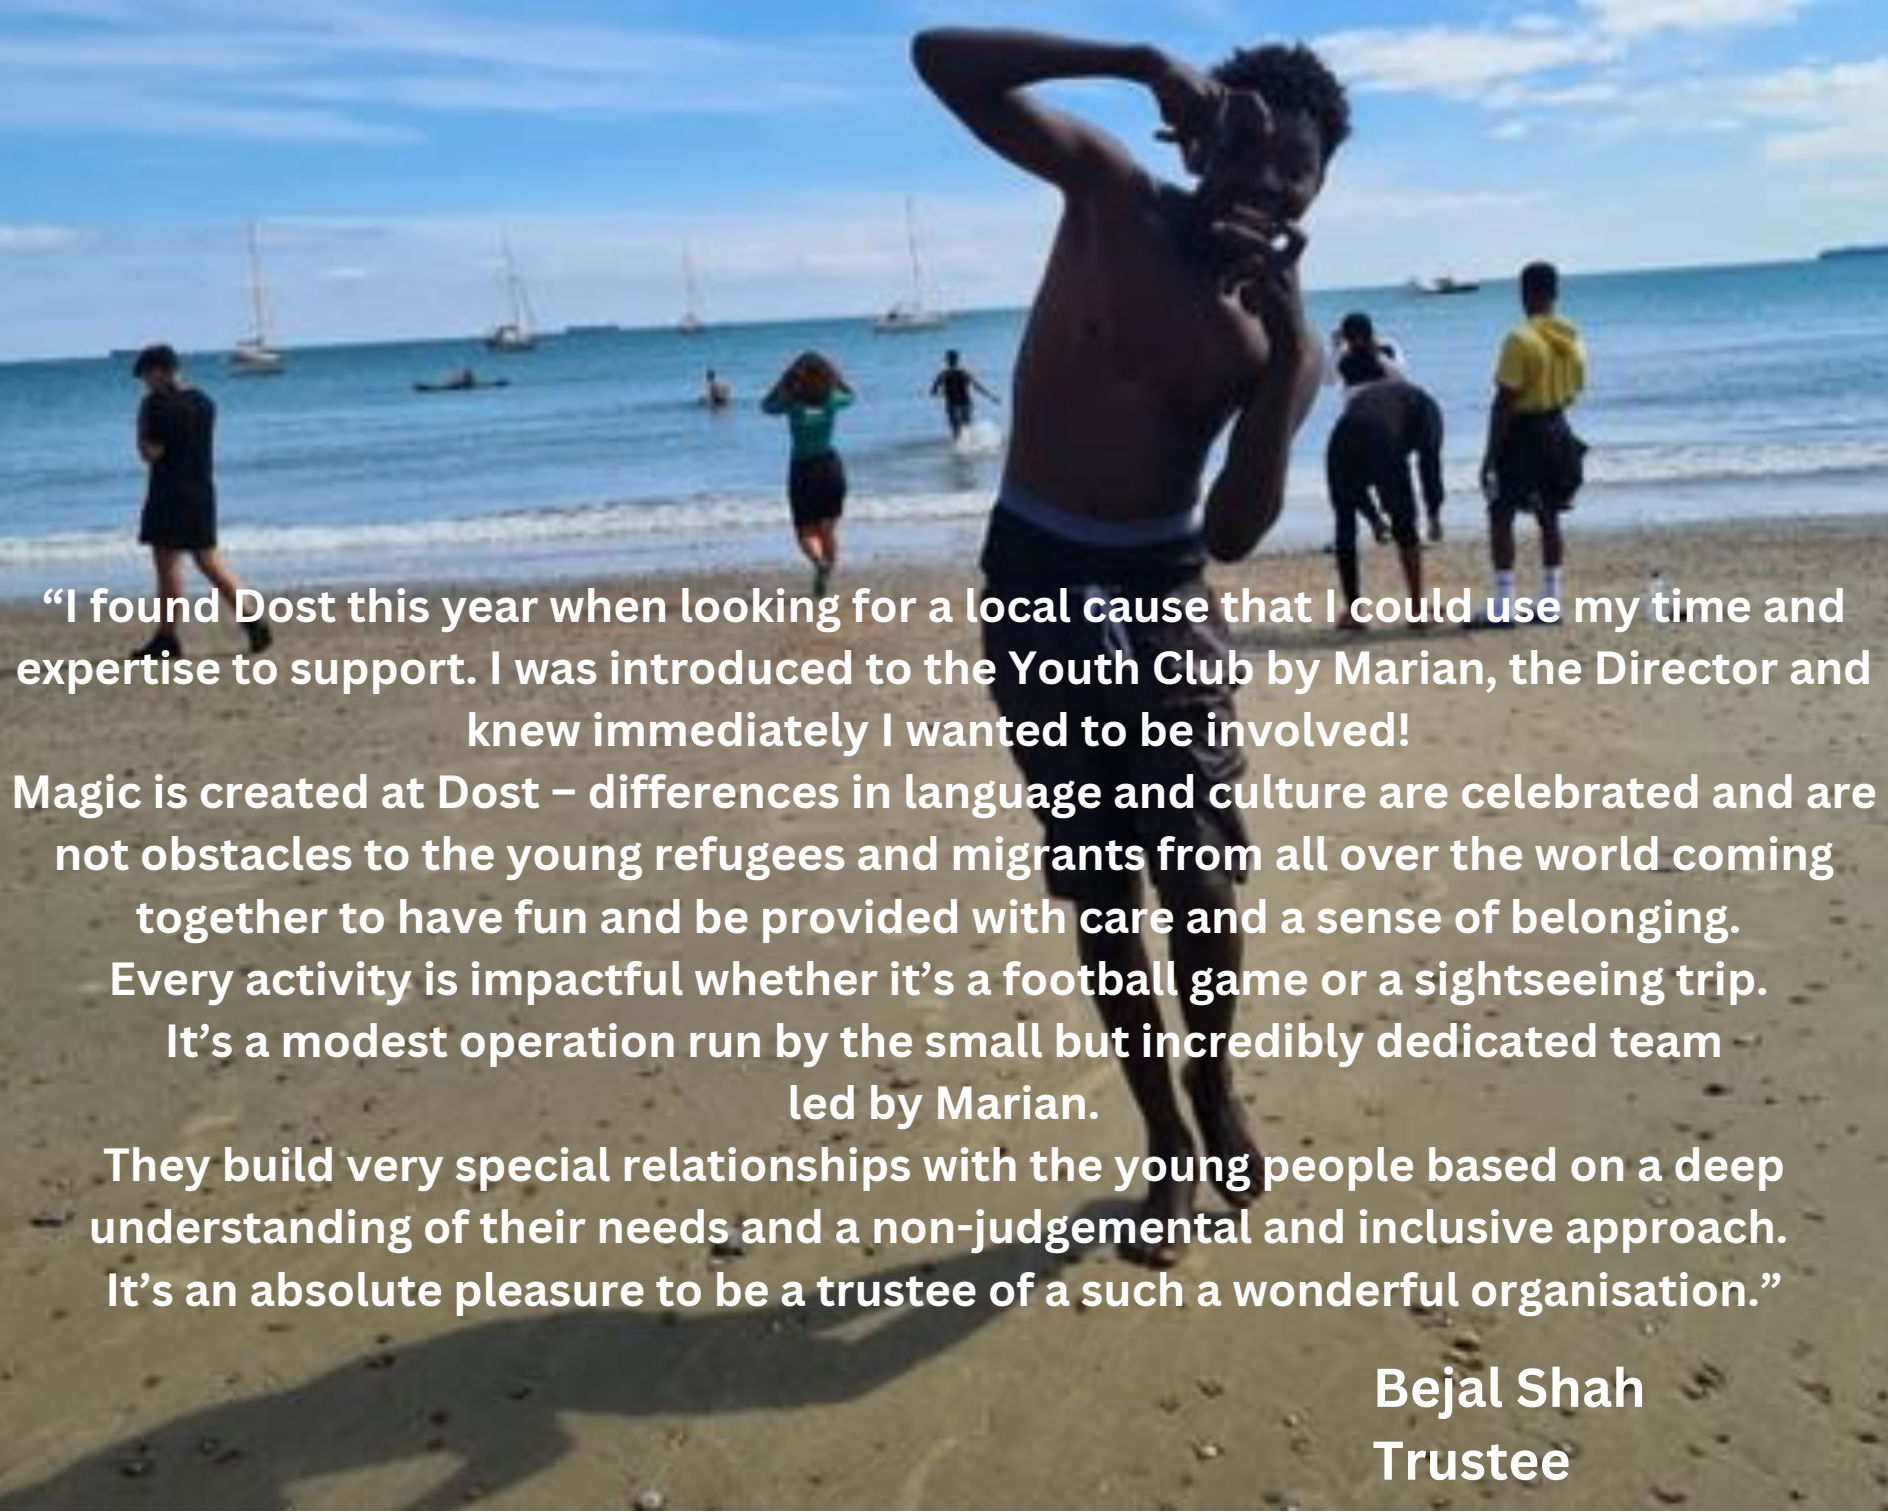 “I found Dost this year when looking for a local cause that I could use my time and
expertise to support. I was introduced to the Youth Club by Marian, the Director and
knew immediately I wanted to be involved!
Magic is created at Dost – differences in language and culture are celebrated and are
not obstacles to the young refugees and migrants from all over the world coming
together to have fun and be provided with care and a sense of belonging.
Every activity is impactful whether it’s a football game or a sightseeing trip.
It’s a modest operation run by the small but incredibly dedicated team
led by Marian.
They build very special relationships with the young people based on a deep
understanding of their needs and a non-judgemental and inclusive approach.
It’s an absolute pleasure to be a trustee of a such a wonderful organisation.”
Bejal Shah
Trustee